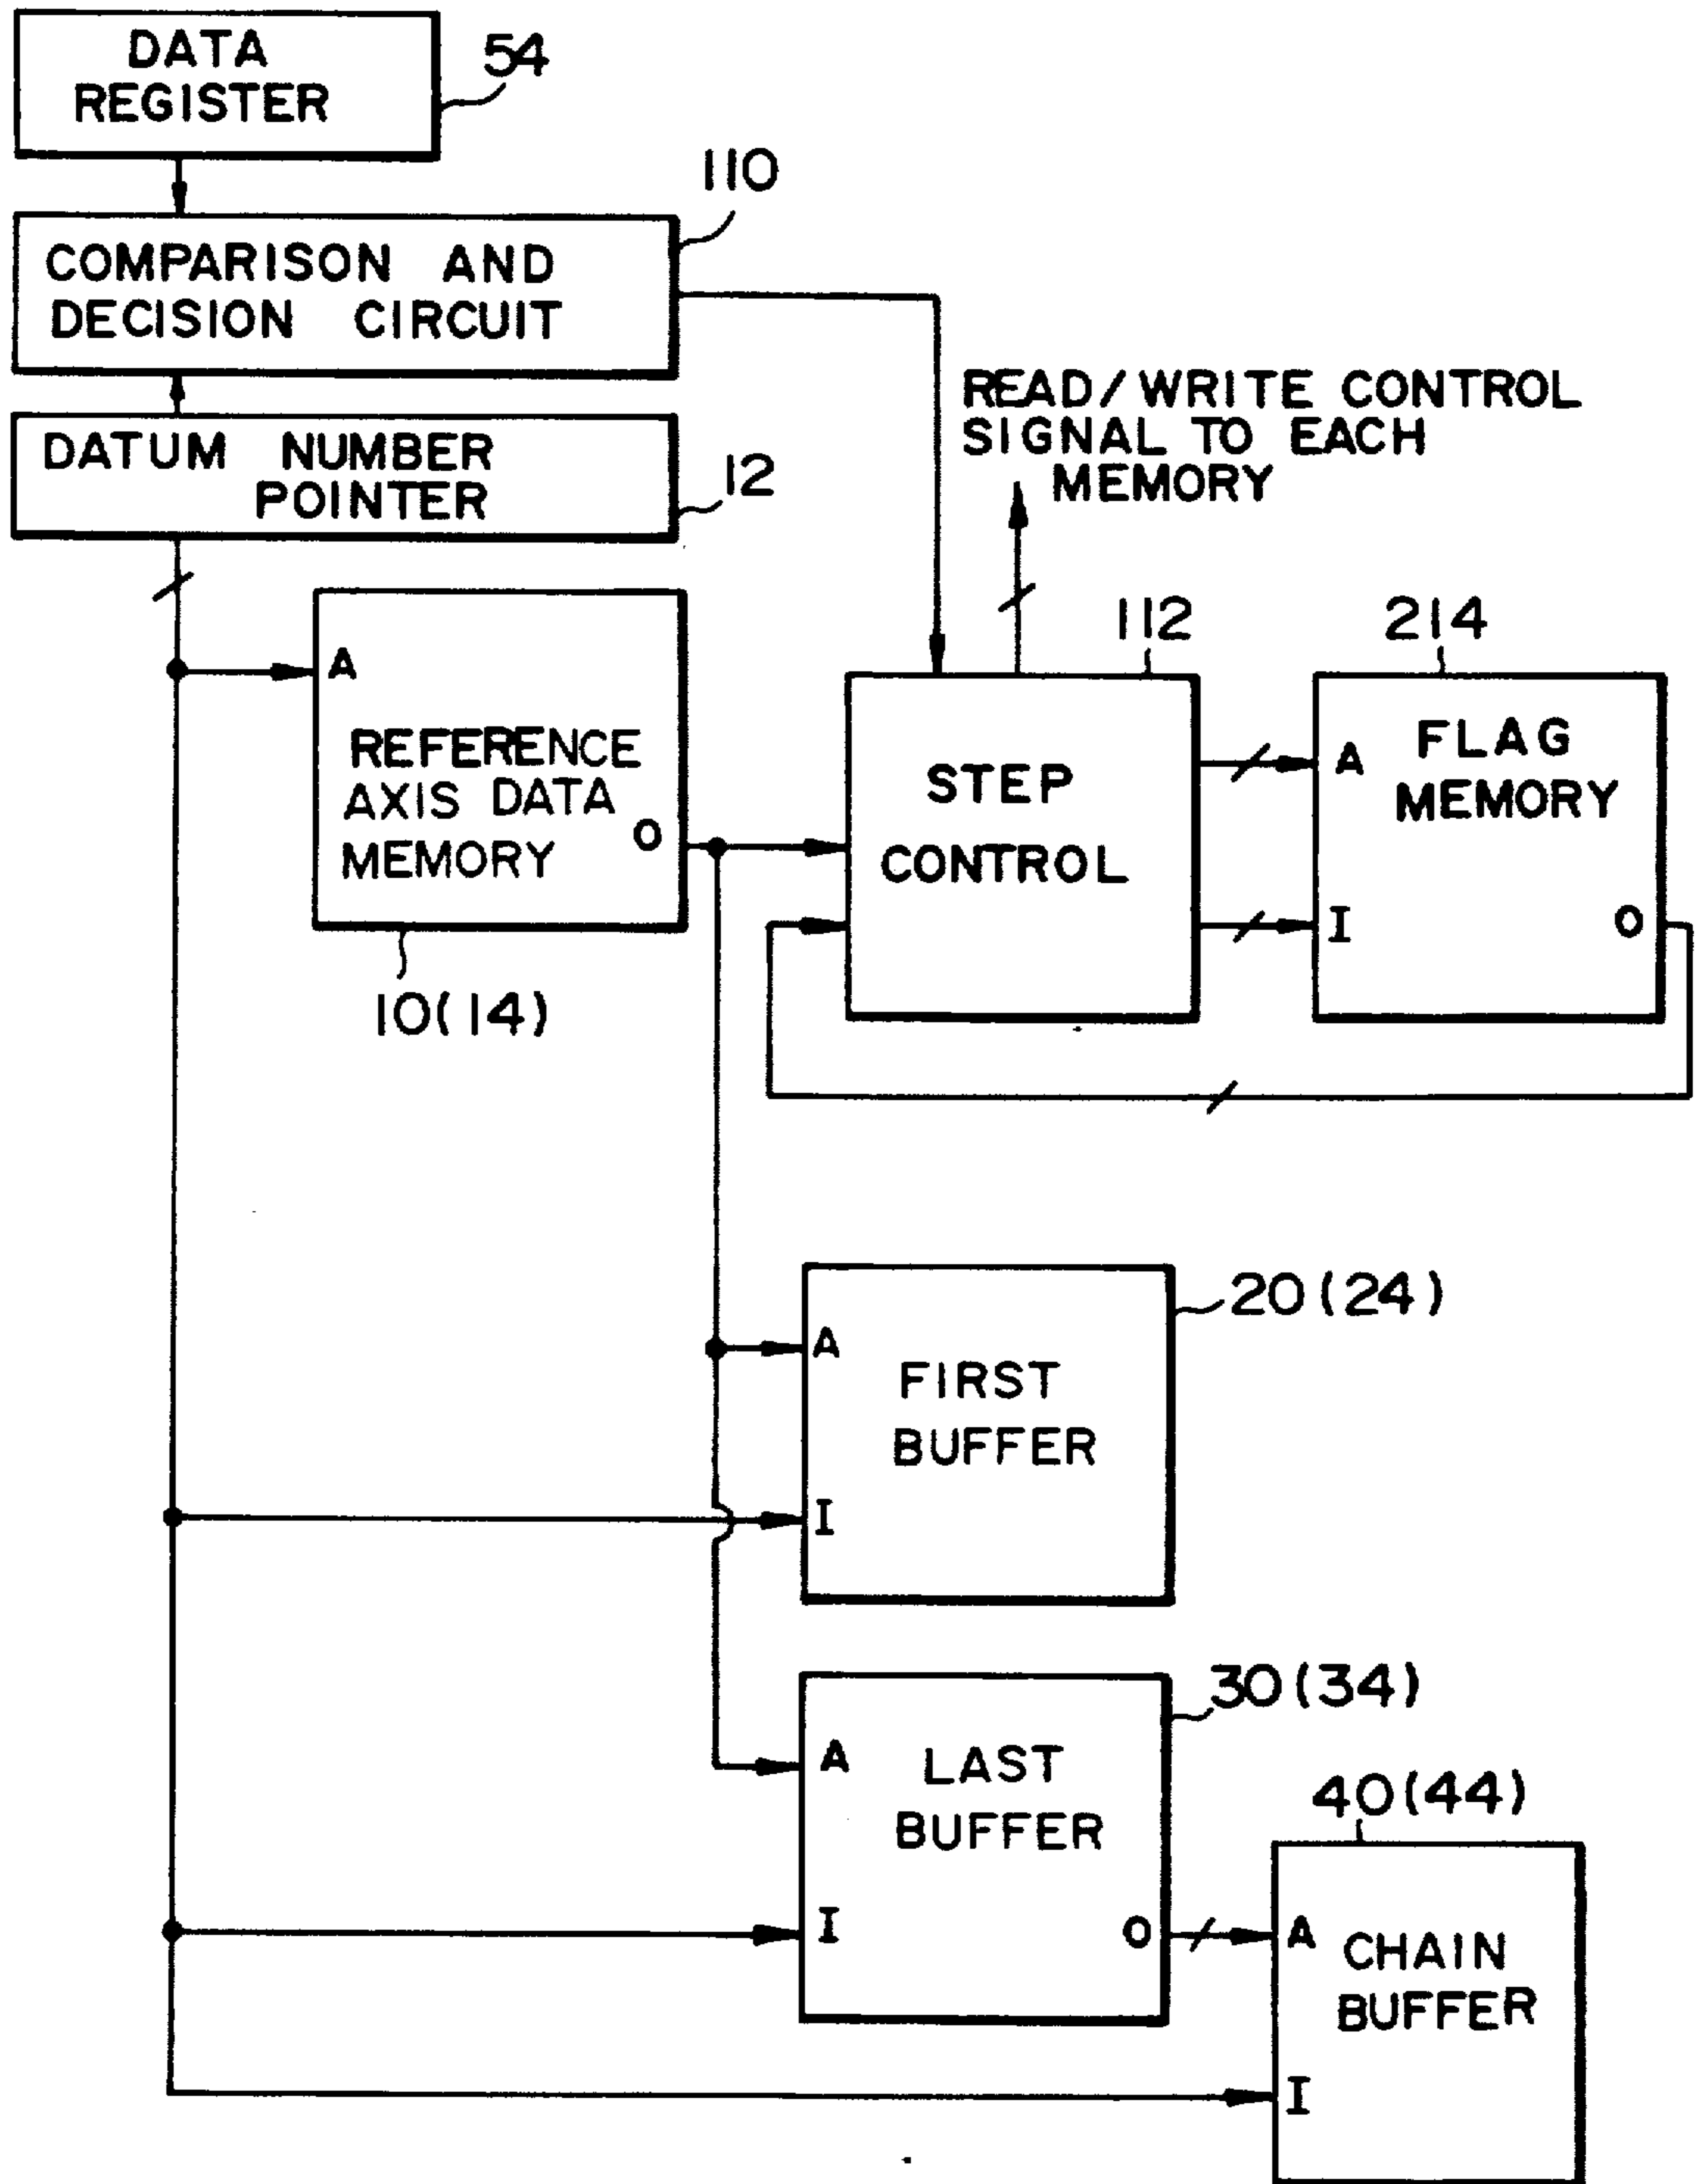 DATA
REGISTER
54
110
COMPARISON AND
DECISION CIRCUIT
DATUM NUMBER
POINTER
12
READ/WRITE CONTROL
SIGNAL TO EACH
MEMORY
A
REFERENCE
AXIS DATA
MEMORY
O
10(14)
112
STEP
CONTROL
214
A
FLAG
MEMORY
I
O
20(24)
A
FIRST
BUFFER
I
30(34)
A
LAST
BUFFER
I
O
40(44)
A
CHAIN
BUFFER
I